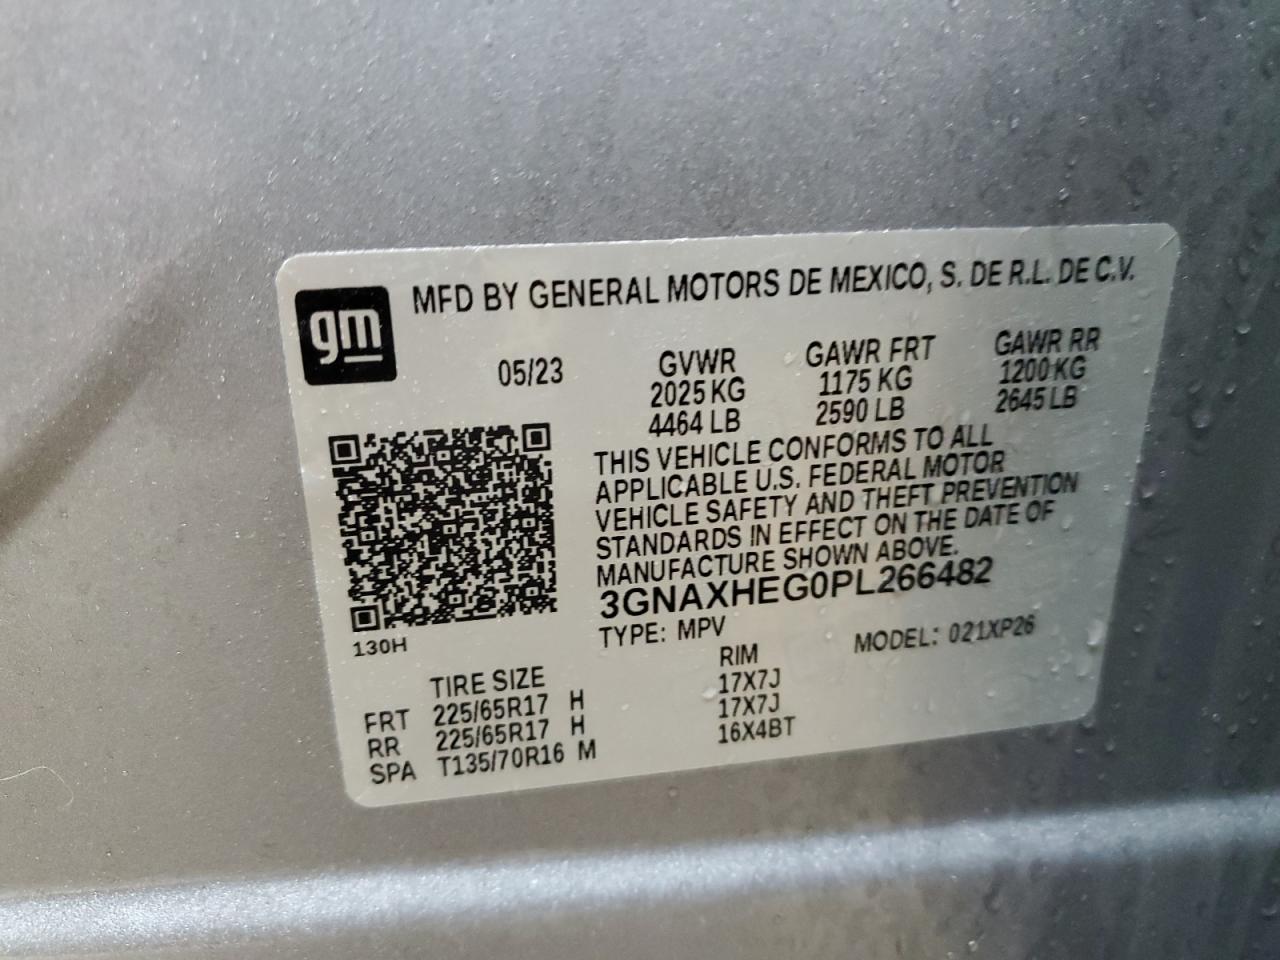 gm
MFD BY GENERAL MOTORS DE MEXICO, S. DE R.L. DE C.V.
05/23
GVWR
2025 KG
4464 LB
GAWR FRT
1175 KG
2590 LB
GAWR RR
1200 KG
2645 LB
THIS VEHICLE CONFORMS TO ALL
APPLICABLE U.S. FEDERAL MOTOR
VEHICLE SAFETY AND THEFT PREVENTION
STANDARDS IN EFFECT ON THE DATE OF
MANUFACTURE SHOWN ABOVE.
3GNAXHEG0PL266482
TYPE: MPV
MODEL: 021XP26
130H
TIRE SIZE
RIM
FRT 225/65R17 H 17X7J
RR 225/65R17 H 17X7J
SPA T135/70R16 M 16X4BT